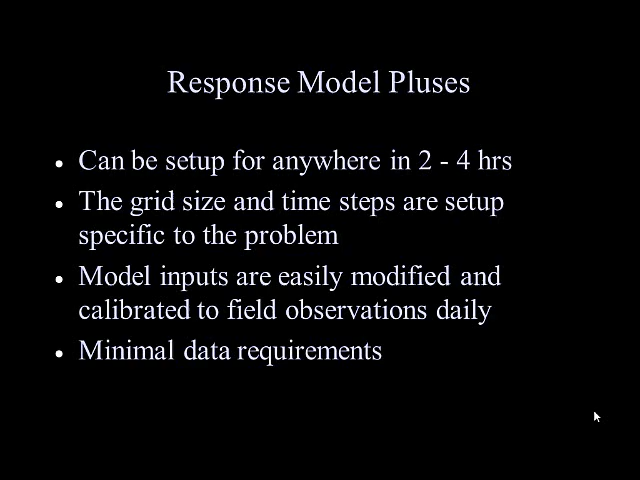 Response Model Pluses
• Can be setup for anywhere in 2 - 4 hrs
• The grid size and time steps are setup
specific to the problem
• Model inputs are easily modified and
calibrated to field observations daily
• Minimal data requirements